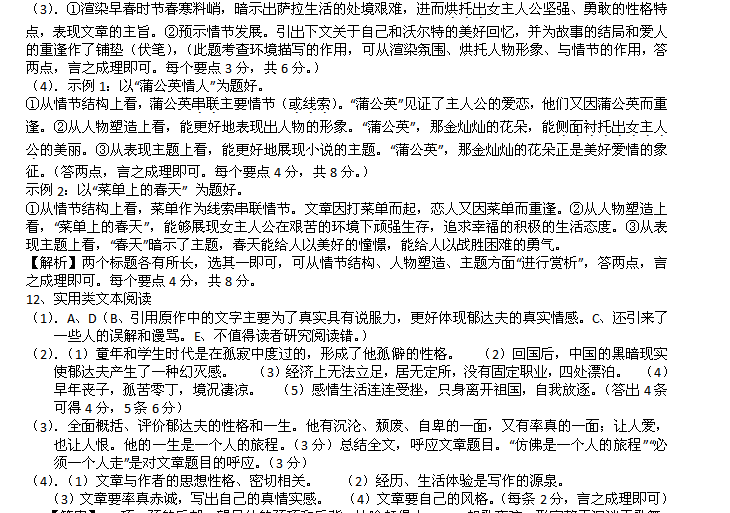 （3）．①渲染早春时节春寒料峭，暗示出萨拉生活的处境艰难，进而烘托出女主人公坚强、勇敢的性格特
点，表现文章的主旨。②预示情节发展。引出下文关于自己和沃尔特的美好回忆，并为故事的结局和爱人
的重逢作了铺垫（伏笔），（此题考查环境描写的作用，可从渲染氛围、烘托人物形象、与情节的作用，答
两点，言之成理即可。每个要点 3 分，共 6 分。）
（4）．示例 1：以“蒲公英情人”为题好。
①从情节结构上看，蒲公英串联主要情节（或线索）。“蒲公英”见证了主人公的爱恋，他们又因蒲公英而重
逢。②从人物塑造上看，能更好地表现出人物的形象。“蒲公英”，那金灿灿的花朵，能侧面衬托出女主人
公的美丽。③从表现主题上看，能更好地展现小说的主题。“蒲公英”，那金灿灿的花朵正是美好爱情的象
征。（答两点，言之成理即可。每个要点 4 分，共 8 分。）
示例 2：以“菜单上的春天” 为题好。
①从情节结构上看，菜单作为线索串联情节。文章因打菜单而起，恋人又因菜单而重逢。②从人物塑造上
看，“菜单上的春天”，能够展现女主人公在艰苦的环境下顽强生存，追求幸福的积极的生活态度。③从表
现主题上看，“春天”暗示了主题，春天能给人以美好的憧憬，能给人以战胜困难的勇气。
【解析】两个标题各有所长，选其一即可，可从情节结构、人物塑造、主题方面“进行赏析”，答两点，言
之成理即可。每个要点 4 分，共 8 分。
12、实用类文本阅读
（1）．A、D（B、引用原作中的文字主要为了真实具有说服力，更好体现郁达夫的真实情感。C、还引来了
一些人的误解和谩骂。E、不值得读者研究阅读错。）
（2）．（1）童年和学生时代是在孤寂中度过的，形成了他孤僻的性格。 （2）回国后，中国的黑暗现实
使郁达夫产生了一种幻灭感。 （3）经济上无法立足，居无定所，没有固定职业，四处漂泊。 （4）
早年丧子，孤苦零丁，境况凄凉。 （5）感情生活连连受挫，只身离开祖国，自我放逐。（答出 4 条
可得 4 分，5 条 6 分）
（3）．全面概括、评价郁达夫的性格和一生。他有沉沦、颓废、自卑的一面，又有率真的一面；让人爱，
也让人恨。他的一生是一个人的旅程。（3 分）总结全文，呼应文章题目。“仿佛是一个人的旅程”“必
须一个人走”是对文章题目的呼应。（3 分）
（4）．（1）文章与作者的思想性格、密切相关。 （2）经历、生活体验是写作的源泉。
（3）文章要率真赤诚，写出自己的真情实感。 （4）文章要自己的风格。（每条 2 分，言之成理即可）